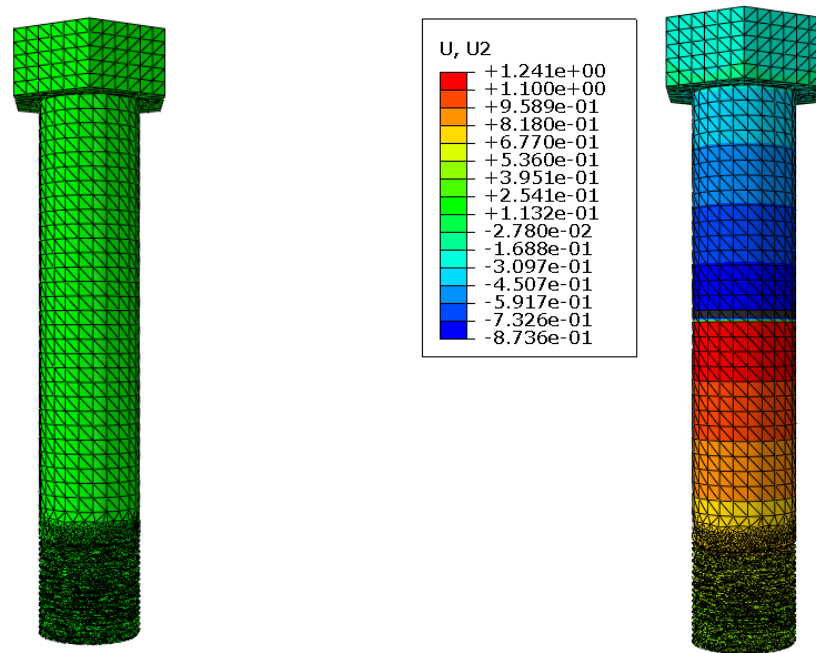 U, U2
+1.241e+00
+1.100e+00
+9.589e-01
+8.180e-01
+6.770e-01
+5.360e-01
+3.951e-01
+2.541e-01
+1.132e-01
-2.780e-02
-1.688e-01
-3.097e-01
-4.507e-01
-5.917e-01
-7.326e-01
-8.736e-01